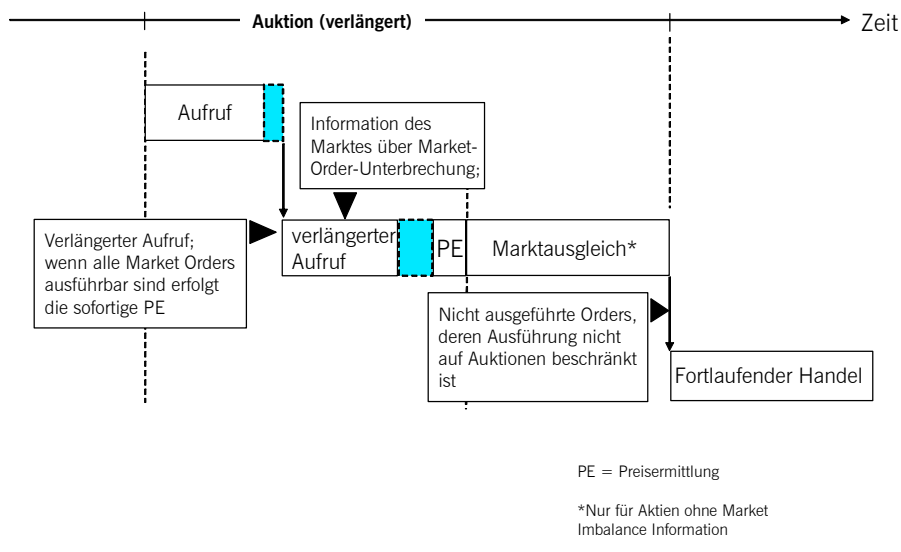 Auktion (verlängert)
Zeit
Aufruf
Information des
Marktes über Market-
Order-Unterbrechung;
Verlängerter Aufruf;
wenn alle Market Orders
ausführbar sind erfolgt
die sofortige PE
verlängerter
Aufruf
PE
Marktausgleich*
Nicht ausgeführte Orders,
deren Ausführung nicht
auf Auktionen beschränkt
ist
Fortlaufender Handel
PE = Preisermittlung
*Nur für Aktien ohne Market
Imbalance Information